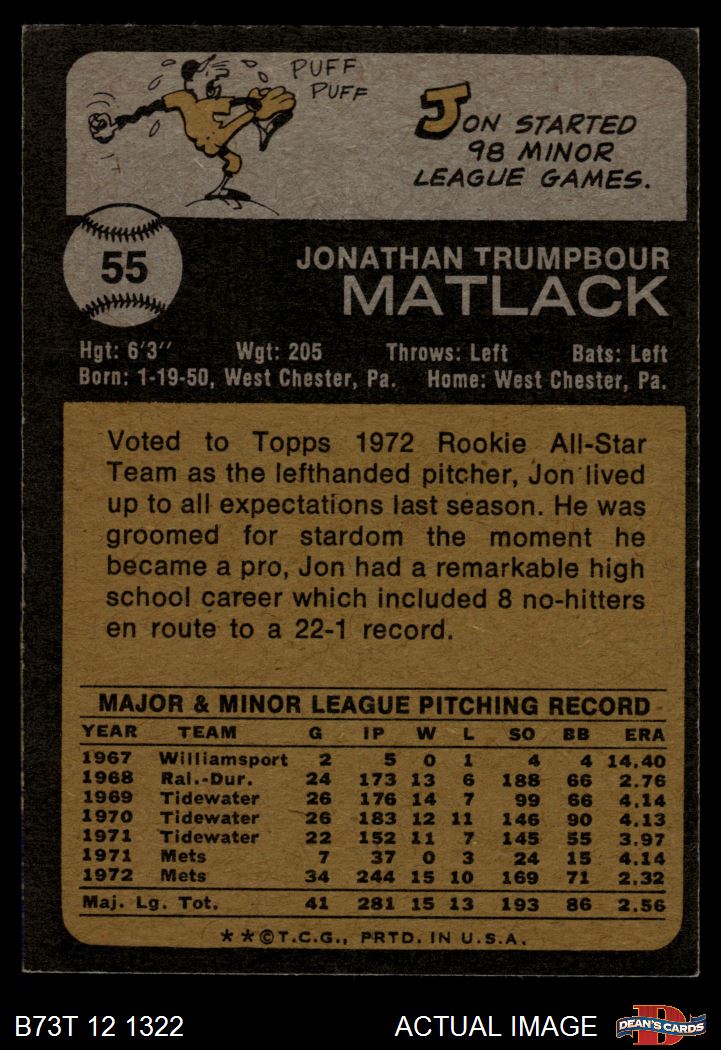 PUFF
PUFF
JON STARTED
98 MINOR
LEAGUE GAMES.
55
JONATHAN TRUMPBOUR
MATLACK
Hgt: 6'3" Wgt: 205 Throws: Left Bats: Left
Born: 1-19-50, West Chester, Pa. Home: West Chester, Pa.
Voted to Topps 1972 Rookie All-Star
Team as the lefthanded pitcher, Jon lived
up to all expectations last season. He was
groomed for stardom the moment he
became a pro, Jon had a remarkable high
school career which included 8 no-hitters
en route to a 22-1 record.
MAJOR & MINOR LEAGUE PITCHING RECORD
YEAR TEAM G IP W L SO BB ERA
1967 Williamsport 2 5 0 1 4 4 14.40
1968 Ral.-Dur. 24 173 13 6 188 66 2.76
1969 Tidewater 26 176 14 7 99 66 4.14
1970 Tidewater 26 183 12 11 146 90 4.13
1971 Tidewater 22 152 11 7 145 55 3.97
1971 Mets 7 37 0 3 24 15 4.14
1972 Mets 34 244 15 10 169 71 2.32
Maj. Lg. Tot. 41 281 15 13 193 86 2.56
**©T.C.G., PRTD. IN U.S.A.
B73T 12 1322 ACTUAL IMAGE DEAN'S CARDS